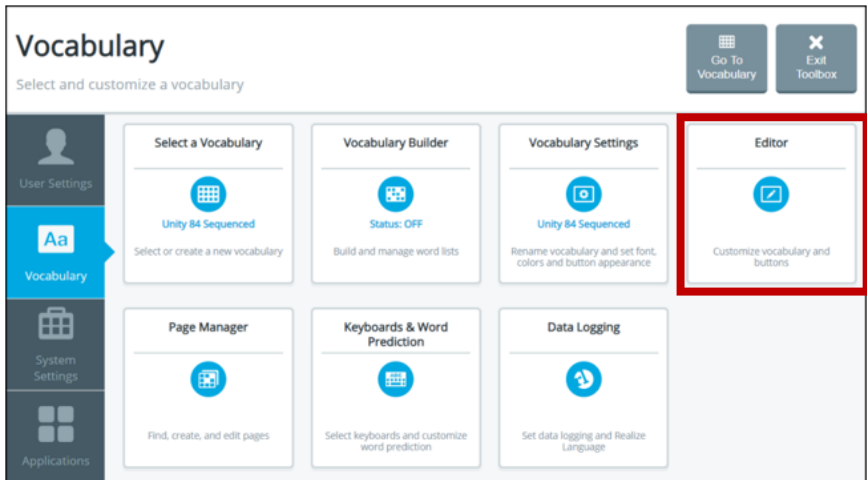 Vocabulary
Select and customize a vocabulary
Go To
Vocabulary
Exit
Toolbox
User Settings
Aa
Vocabulary
System
Settings
Applications
Select a Vocabulary
Unity 84 Sequenced
Select or create a new vocabulary
Vocabulary Builder
Status: OFF
Build and manage word lists
Vocabulary Settings
Unity 84 Sequenced
Rename vocabulary and set font,
colors and button appearance
Editor
Customize vocabulary and
buttons
Page Manager
Find, create, and edit pages
Keyboards & Word
Prediction
ABC
Select keyboards and customize
word prediction
Data Logging
Set data logging and Realize
Language